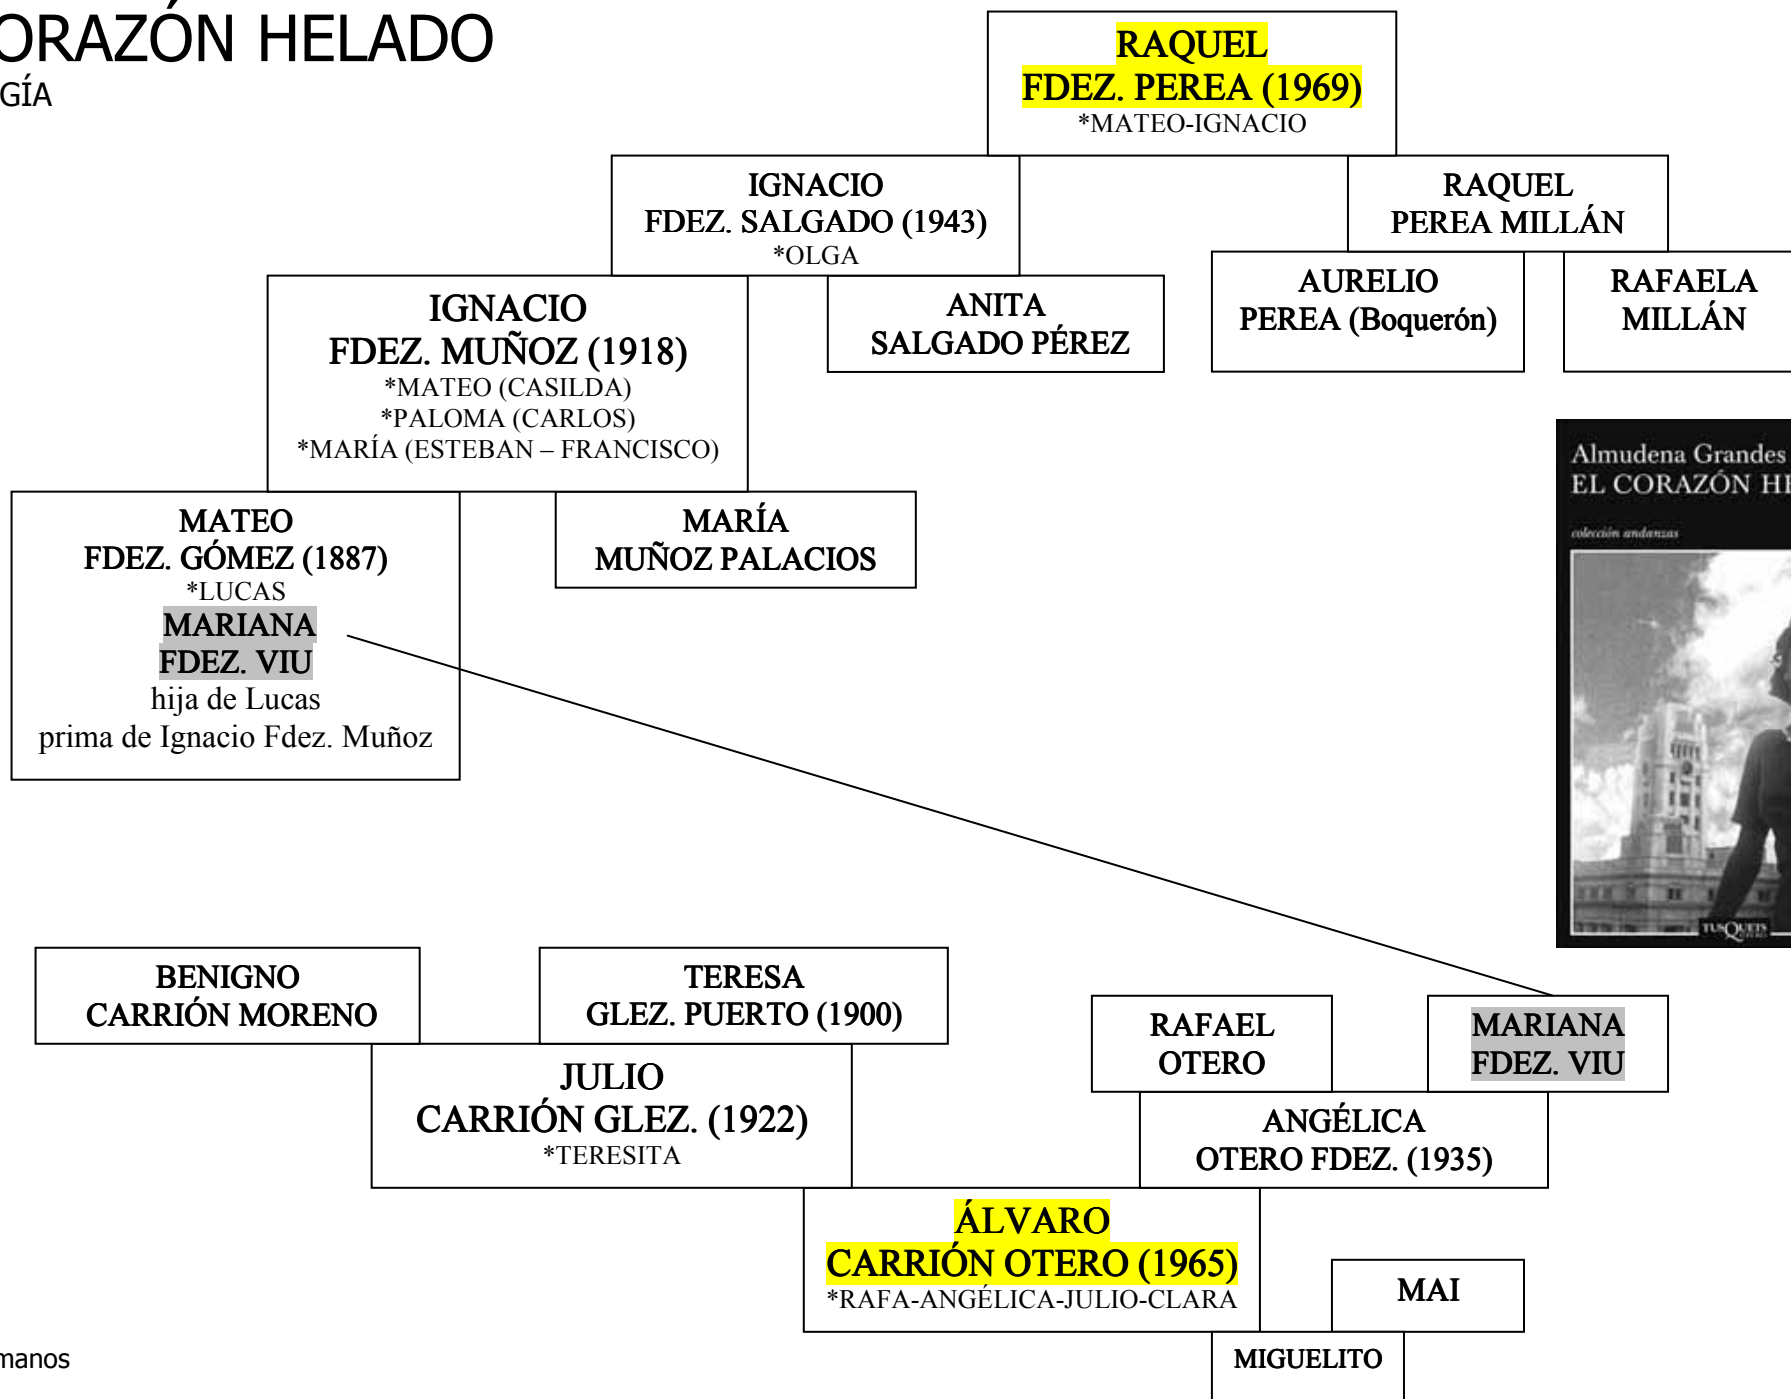 ORAZÓN HELADO
GÍA
RAQUEL
FDEZ. PEREA (1969)
*MATEO-IGNACIO
IGNACIO
FDEZ. SALGADO (1943)
*OLGA
RAQUEL
PEREA MILLÁN
IGNACIO
FDEZ. MUÑOZ (1918)
*MATEO (CASILDA)
*PALOMA (CARLOS)
*MARÍA (ESTEBAN – FRANCISCO)
ANITA
SALGADO PÉREZ
AURELIO
PEREA (Boquerón)
RAFAELA
MILLÁN
MATEO
FDEZ. GÓMEZ (1887)
*LUCAS
MARIANA
FDEZ. VIU
hija de Lucas
prima de Ignacio Fdez. Muñoz
MARÍA
MUÑOZ PALACIOS
Almudena Grandes
EL CORAZÓN HE
colección andanzas
TUSQUETS
BENIGNO
CARRIÓN MORENO
TERESA
GLEZ. PUERTO (1900)
RAFAEL
OTERO
MARIANA
FDEZ. VIU
JULIO
CARRIÓN GLEZ. (1922)
*TERESITA
ANGÉLICA
OTERO FDEZ. (1935)
ÁLVARO
CARRIÓN OTERO (1965)
*RAFA-ANGÉLICA-JULIO-CLARA
MAI
MIGUELITO
manos